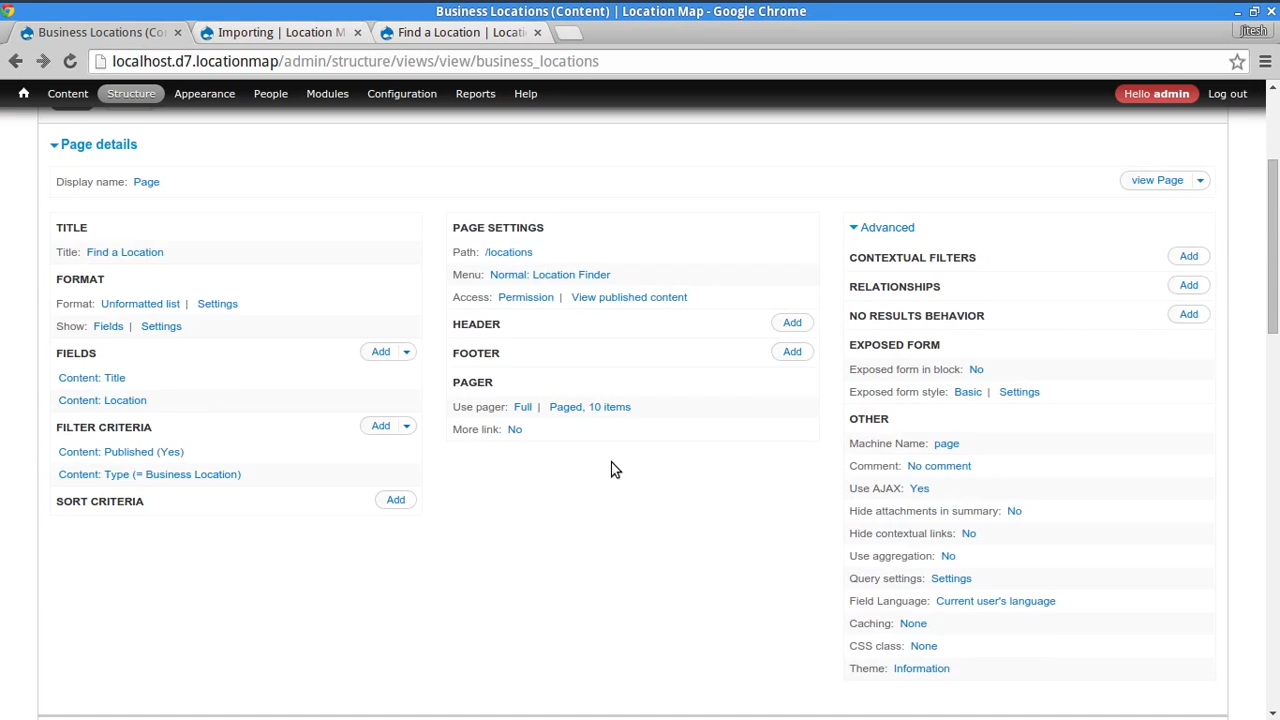 Business Locations (Content) | Location Map - Google Chrome
Business Locations (Co
Importing | Location M
Find a Location | Locati
jitesh
localhost.d7.locationmap/admin/structure/views/view/business_locations
Content Structure Appearance People Modules Configuration Reports Help Hello admin Log out
Page details
Display name: Page
view Page
TITLE
Title: Find a Location
FORMAT
Format: Unformatted list | Settings
Show: Fields | Settings
FIELDS Add
Content: Title
Content: Location
FILTER CRITERIA Add
Content: Published (Yes)
Content: Type (= Business Location)
SORT CRITERIA Add
PAGE SETTINGS
Path: /locations
Menu: Normal: Location Finder
Access: Permission | View published content
HEADER Add
FOOTER Add
PAGER
Use pager: Full | Paged, 10 items
More link: No
Advanced
CONTEXTUAL FILTERS Add
RELATIONSHIPS Add
NO RESULTS BEHAVIOR Add
EXPOSED FORM
Exposed form in block: No
Exposed form style: Basic | Settings
OTHER
Machine Name: page
Comment: No comment
Use AJAX: Yes
Hide attachments in summary: No
Hide contextual links: No
Use aggregation: No
Query settings: Settings
Field Language: Current user's language
Caching: None
CSS class: None
Theme: Information